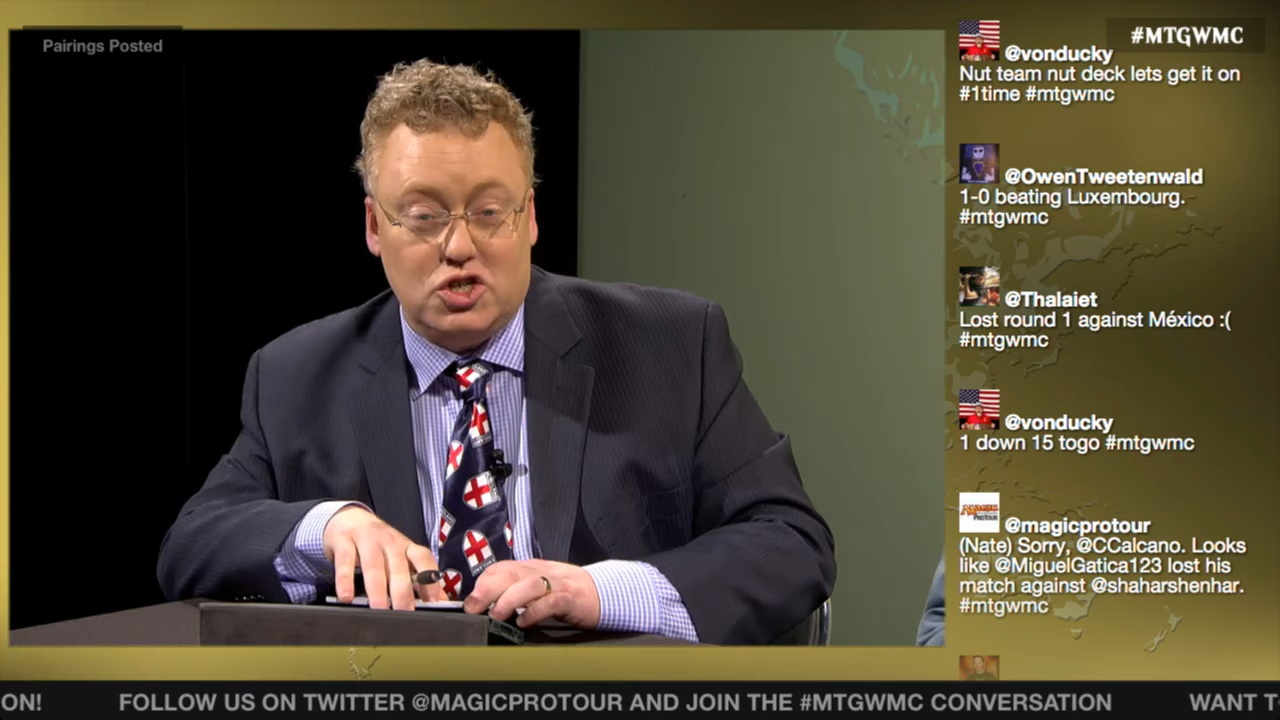 Pairings Posted
#MTGWMC
@vonducky
Nut team nut deck lets get it on
#1time #mtgwmc
@OwenTweetenwald
1-0 beating Luxembourg.
#mtgwmc
@Thalaiet
Lost round 1 against México :(
#mtgwmc
@vonducky
1 down 15 togo #mtgwmc
@magicprotour
(Nate) Sorry, @CCalcano. Looks
like @MiguelGatica123 lost his
match against @shaharshenhar.
#mtgwmc
ON! FOLLOW US ON TWITTER @MAGICPROTOUR AND JOIN THE #MTGWMC CONVERSATION WANT T